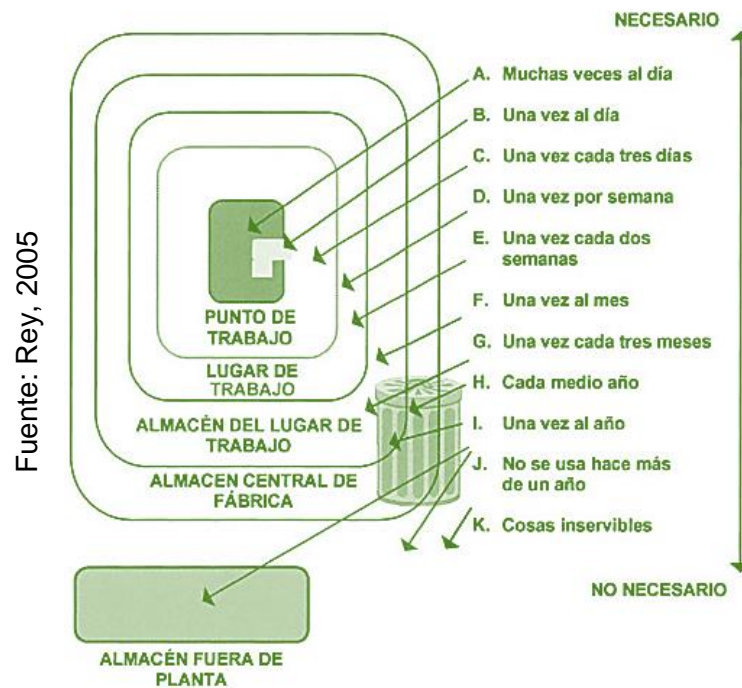 NECESARIO
A. Muchas veces al día
B. Una vez al día
C. Una vez cada tres días
D. Una vez por semana
E. Una vez cada dos
semanas
F. Una vez al mes
G. Una vez cada tres meses
H. Cada medio año
I. Una vez al año
J. No se usa hace más
de un año
K. Cosas inservibles
NO NECESARIO
PUNTO DE
TRABAJO
LUGAR DE
TRABAJO
ALMACÉN DEL LUGAR DE
TRABAJO
ALMACEN CENTRAL DE
FÁBRICA
ALMACÉN FUERA DE
PLANTA
Fuente: Rey, 2005